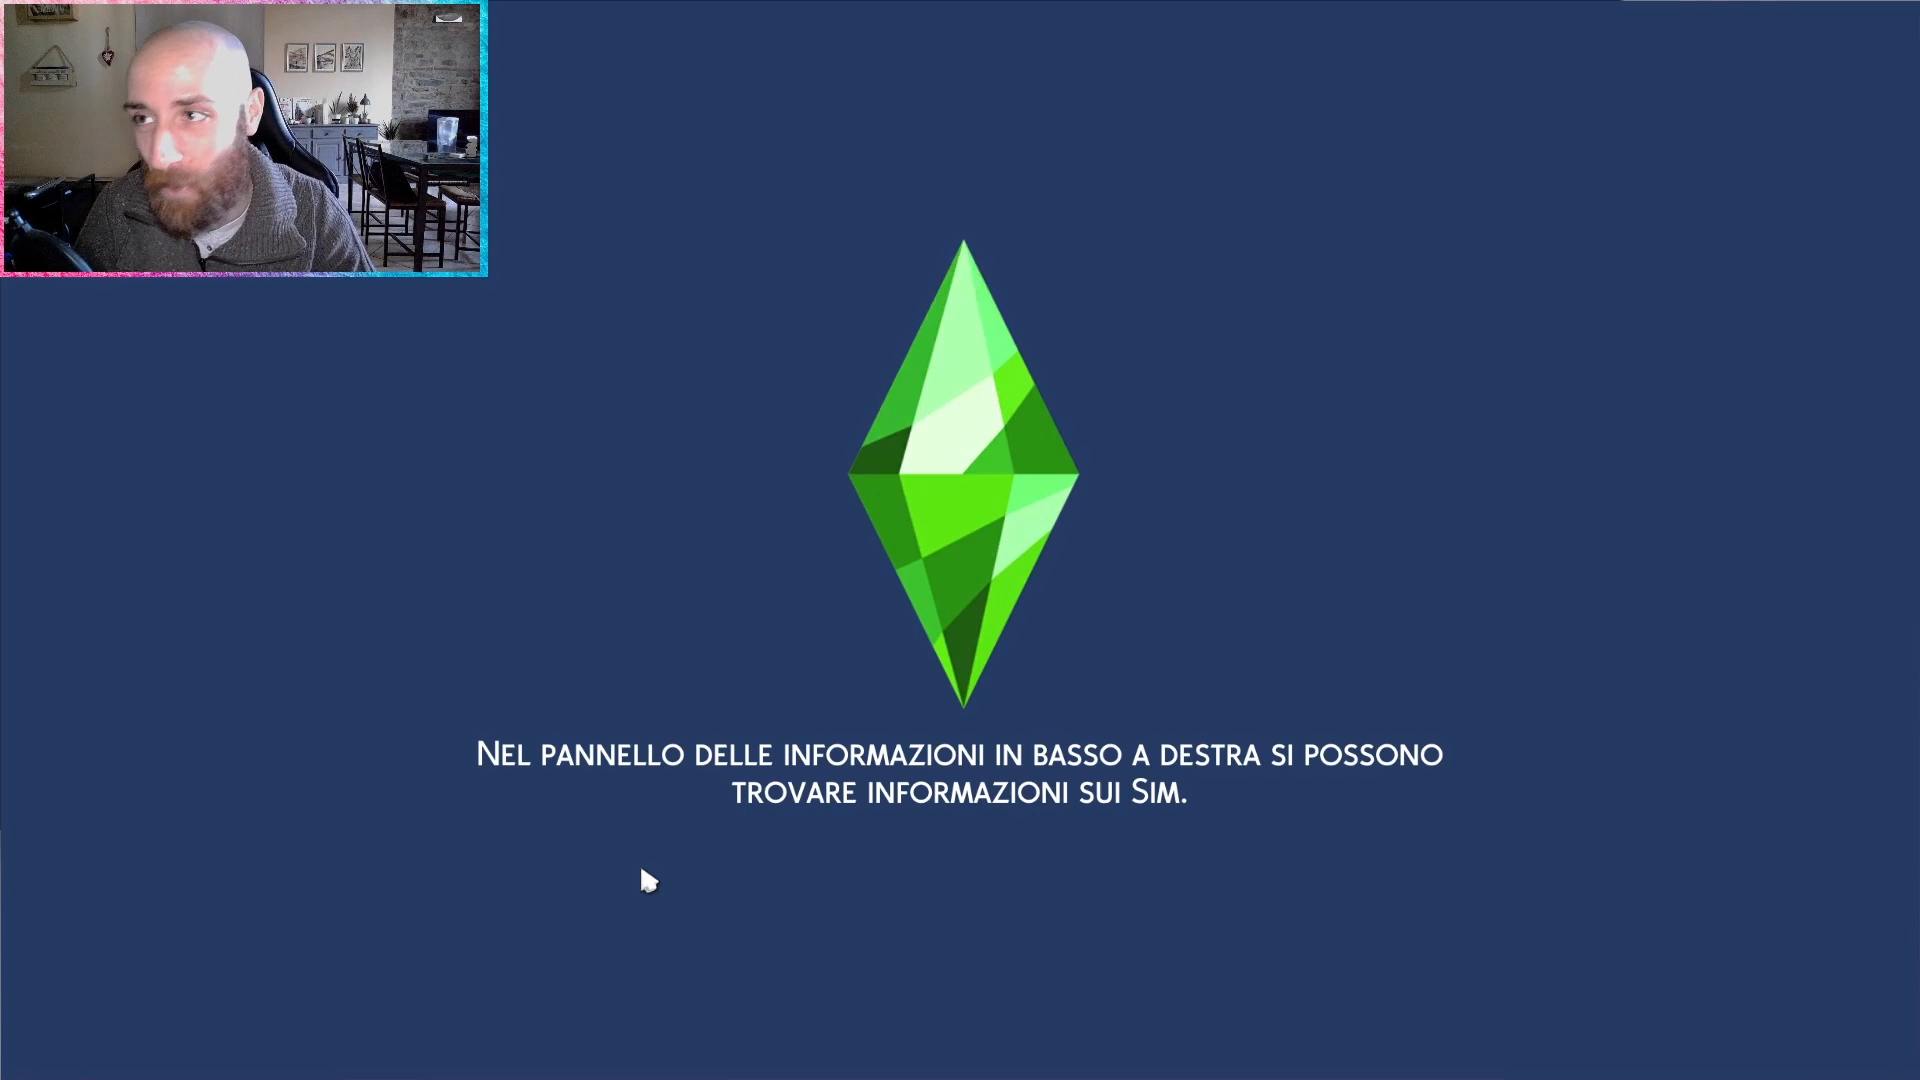 Nel pannello delle informazioni in basso a destra si possono
trovare informazioni sui Sim.